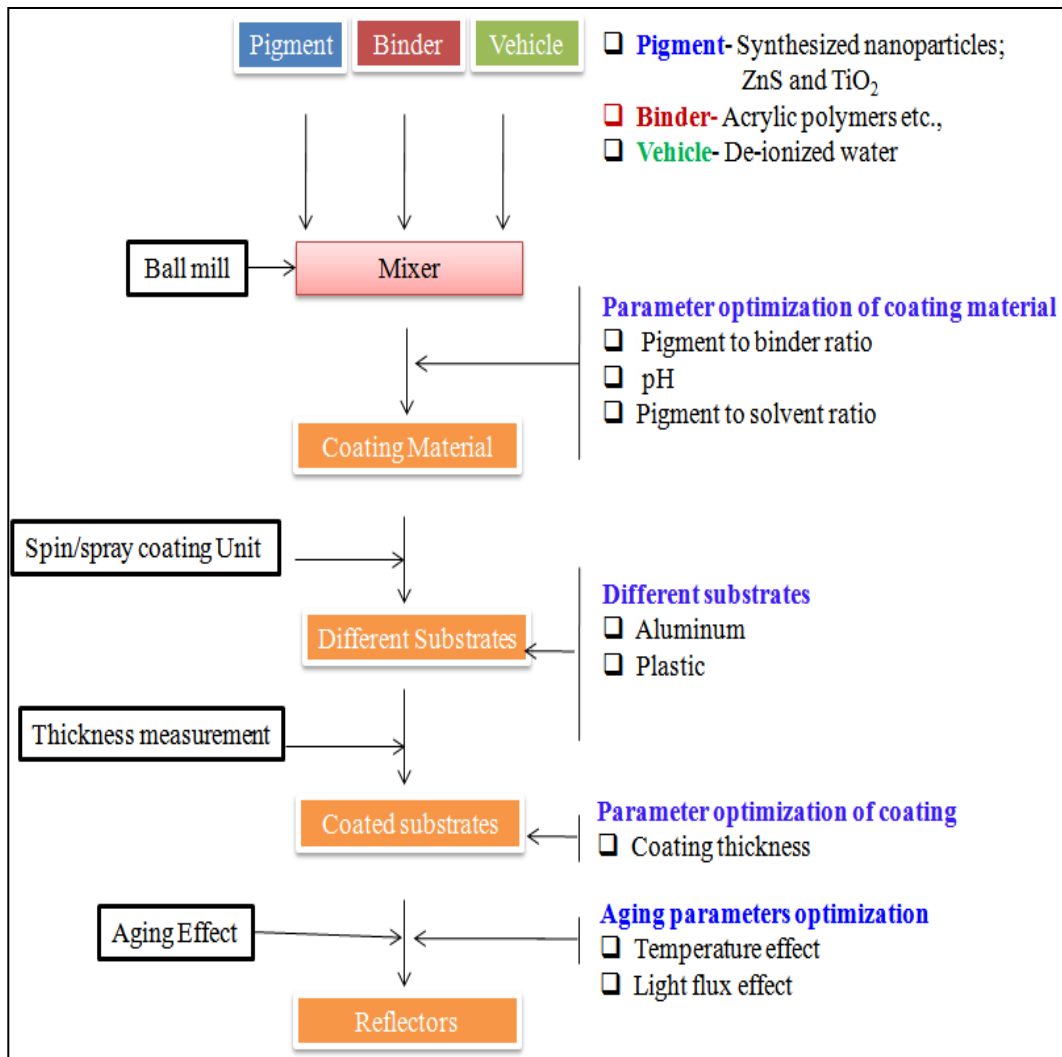 Pigment
Binder
Vehicle
❑ Pigment- Synthesized nanoparticles;
ZnS and TiO₂
❑ Binder- Acrylic polymers etc.,
❑ Vehicle- De-ionized water
Ball mill
Mixer
Parameter optimization of coating material
❑ Pigment to binder ratio
❑ pH
❑ Pigment to solvent ratio
Coating Material
Spin/spray coating Unit
Different substrates
❑ Aluminum
❑ Plastic
Different Substrates
Thickness measurement
Coated substrates
Parameter optimization of coating
❑ Coating thickness
Aging Effect
Aging parameters optimization
❑ Temperature effect
❑ Light flux effect
Reflectors